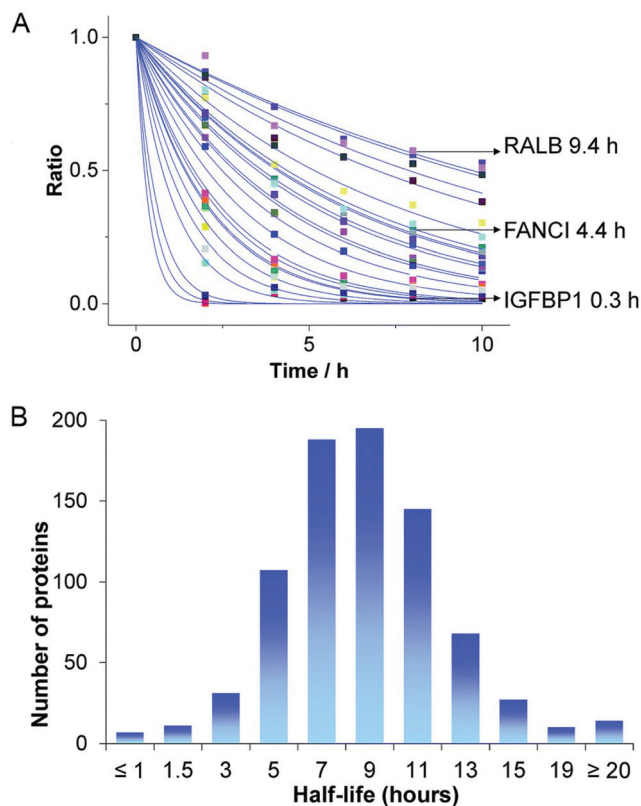 A
1.0
0.5
0.0
Ratio
0 5 10
Time / h
RALB 9.4 h
FANCI 4.4 h
IGFBP1 0.3 h
B
200
150
100
50
0
Number of proteins
≤ 1 1.5 3 5 7 9 11 13 15 19 ≥ 20
Half-life (hours)